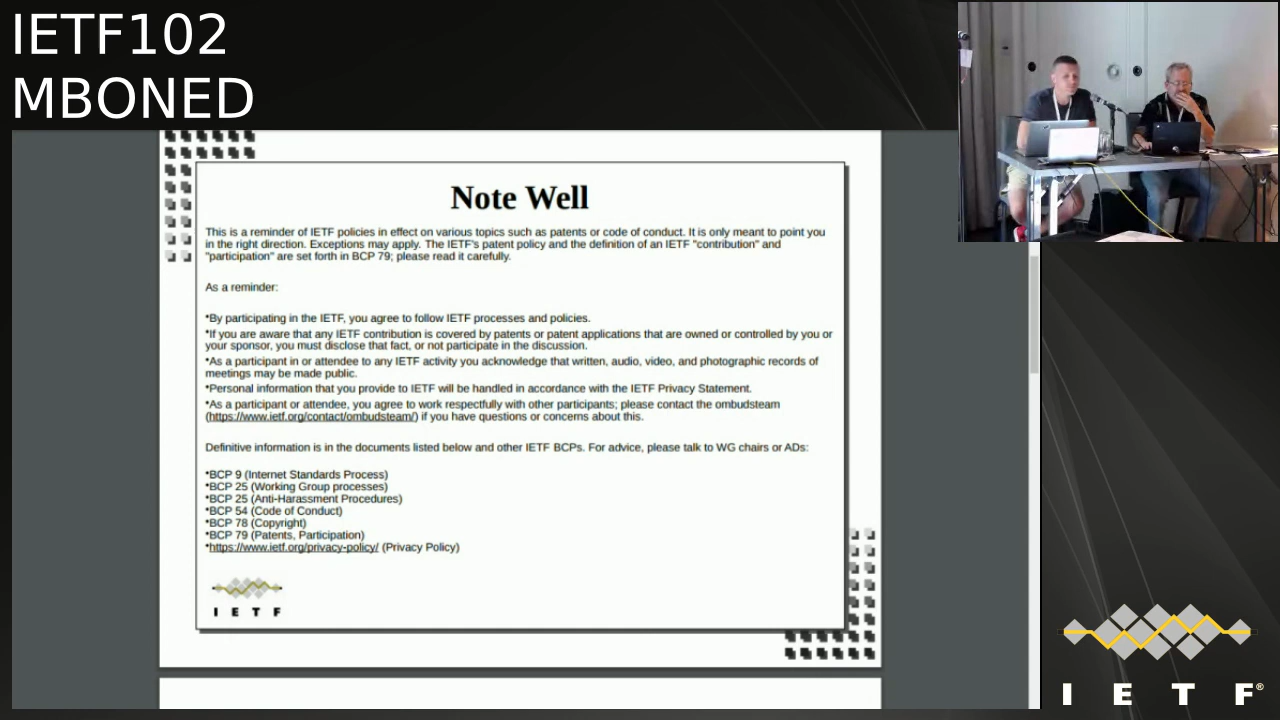 IETF102
MBONED
Note Well
This is a reminder of IETF policies in effect on various topics such as patents or code of conduct. It is only meant to point you
in the right direction. Exceptions may apply. The IETF's patent policy and the definition of an IETF "contribution" and
"participation" are set forth in BCP 79; please read it carefully.
As a reminder:
•By participating in the IETF, you agree to follow IETF processes and policies.
•If you are aware that any IETF contribution is covered by patents or patent applications that are owned or controlled by you or
your sponsor, you must disclose that fact, or not participate in the discussion.
•As a participant in or attendee to any IETF activity you acknowledge that written, audio, video, and photographic records of
meetings may be made public.
•Personal information that you provide to IETF will be handled in accordance with the IETF Privacy Statement.
•As a participant or attendee, you agree to work respectfully with other participants; please contact the ombudsteam
(https://www.ietf.org/contact/ombudsteam/) if you have questions or concerns about this.
Definitive information is in the documents listed below and other IETF BCPs. For advice, please talk to WG chairs or ADs:
•BCP 9 (Internet Standards Process)
•BCP 25 (Working Group processes)
•BCP 25 (Anti-Harassment Procedures)
•BCP 54 (Code of Conduct)
•BCP 78 (Copyright)
•BCP 79 (Patents, Participation)
•https://www.ietf.org/privacy-policy/ (Privacy Policy)
I E T F
I E T F®